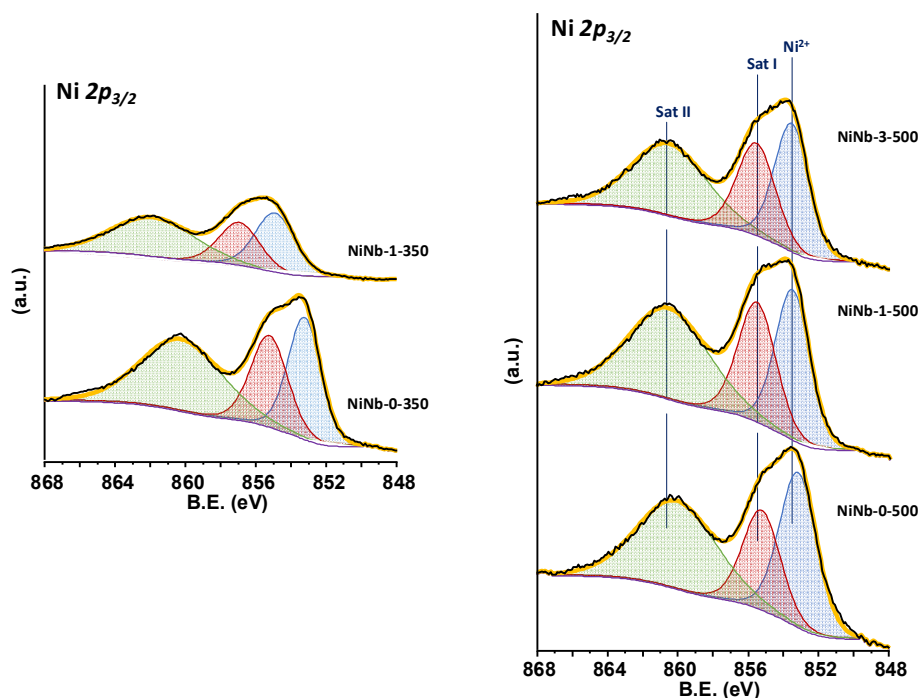 Ni 2p3/2
(a.u.)
NiNb-1-350
NiNb-0-350
868 864 860 856 852 848
B.E. (eV)
Ni 2p3/2
(a.u.)
Ni²⁺
Sat I
Sat II
NiNb-3-500
NiNb-1-500
NiNb-0-500
868 864 860 856 852 848
B.E. (eV)